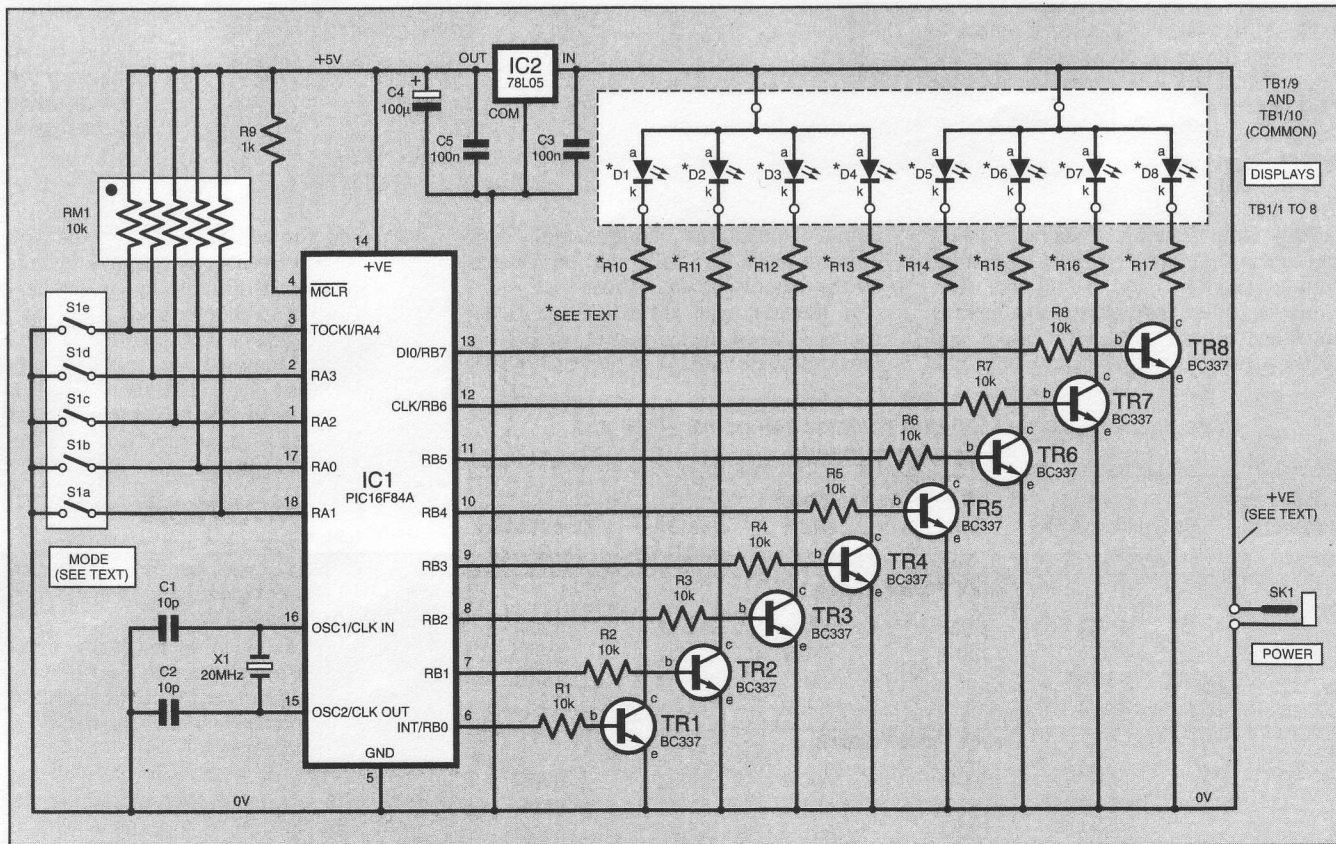 +5V
OUT
IC2
78L05
IN
COM
+
C4
100µ
C5
100n
C3
100n
R9
1k
RM1
10k
TB1/9
AND
TB1/10
(COMMON)
DISPLAYS
TB1/1 TO 8
a
*D1
k
a
*D2
k
a
*D3
k
a
*D4
k
a
*D5
k
a
*D6
k
a
*D7
k
a
*D8
k
*R10
*R11
*R12
*R13
*R14
*R15
*R16
*R17
*SEE TEXT
S1e
S1d
S1c
S1b
S1a
MODE
(SEE TEXT)
14
+VE
4
MCLR
3
TOCKI/RA4
2
RA3
1
RA2
17
RA0
18
RA1
IC1
PIC16F84A
16
OSC1/CLK IN
15
OSC2/CLK OUT
GND
5
DI0/RB7
13
CLK/RB6
12
RB5
11
RB4
10
RB3
9
RB2
8
RB1
7
INT/RB0
6
C1
10p
C2
10p
X1
20MHz
R8
10k
b
c
e
TR8
BC337
R7
10k
b
c
e
TR7
BC337
R6
10k
b
c
e
TR6
BC337
R5
10k
b
c
e
TR5
BC337
R4
10k
b
c
e
TR4
BC337
R3
10k
b
c
e
TR3
BC337
R2
10k
b
c
e
TR2
BC337
R1
10k
b
c
e
TR1
BC337
+VE
(SEE TEXT)
SK1
POWER
0V
0V